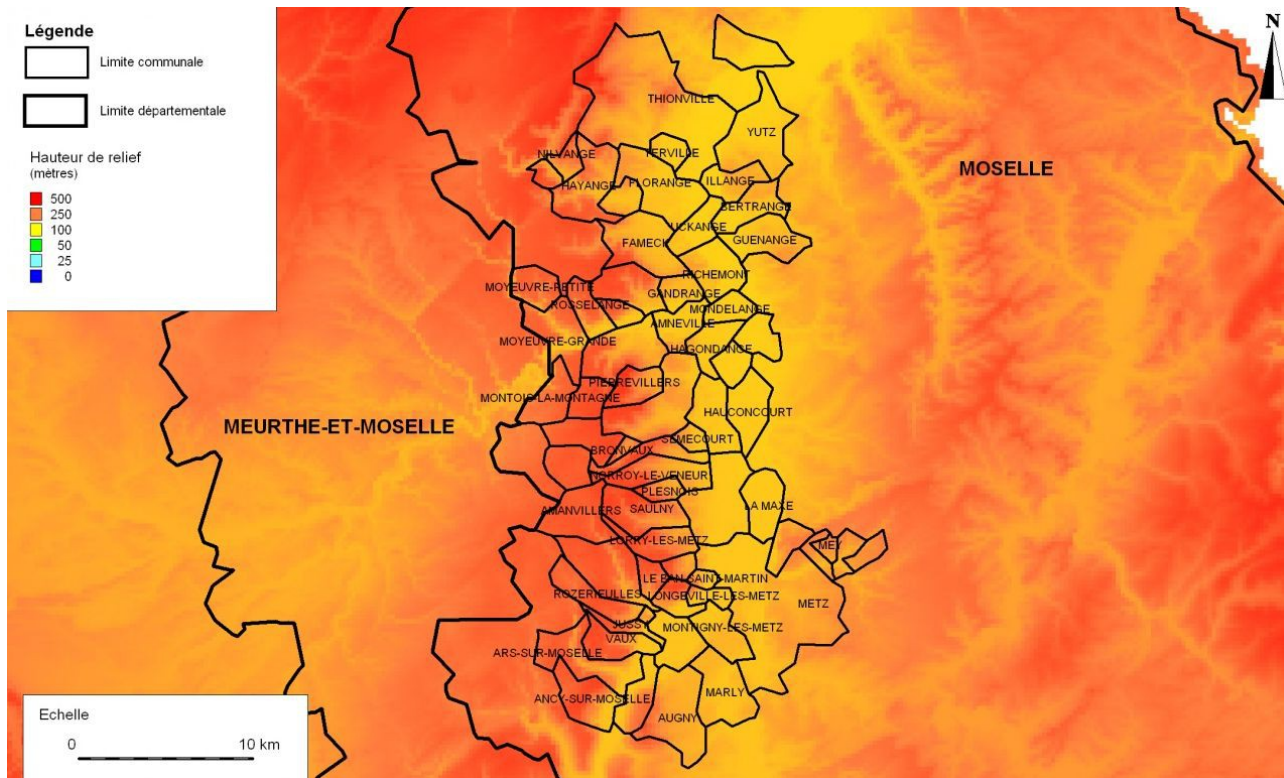 Légende
Limite communale
Limite départementale
Hauteur de relief
(mètres)
500
250
100
50
25
0
N
THIONVILLE
YUTZ
NILVANGE
TERVILLE
MOSELLE
HAYANGE
FLORANGE
ILLANGE
BERTRANGE
UCKANGE
FAMECK
GUENANGE
RICHEMONT
MOYEUVRE-PETITE
GANDRANGE
ROSSELANGE
MONDELANGE
AMNEVILLE
MOYEUVRE-GRANDE
HAGONDANGE
PIERREVILLERS
MONTOIS-LA-MONTAGNE
HAUCONCOURT
MEURTHE-ET-MOSELLE
SEMECOURT
BRONVAUX
NORROY-LE-VENEUR
PLESNOIS
LA MAXE
AMANVILLERS
SAULNY
LORRY-LES-METZ
MEY
LE BAN-SAINT-MARTIN
ROZERIEULLES
LONGEVILLE-LES-METZ
METZ
JUSSY
MONTIGNY-LES-METZ
VAUX
ARS-SUR-MOSELLE
MARLY
ANCY-SUR-MOSELLE
AUGNY
Echelle
0 10 km